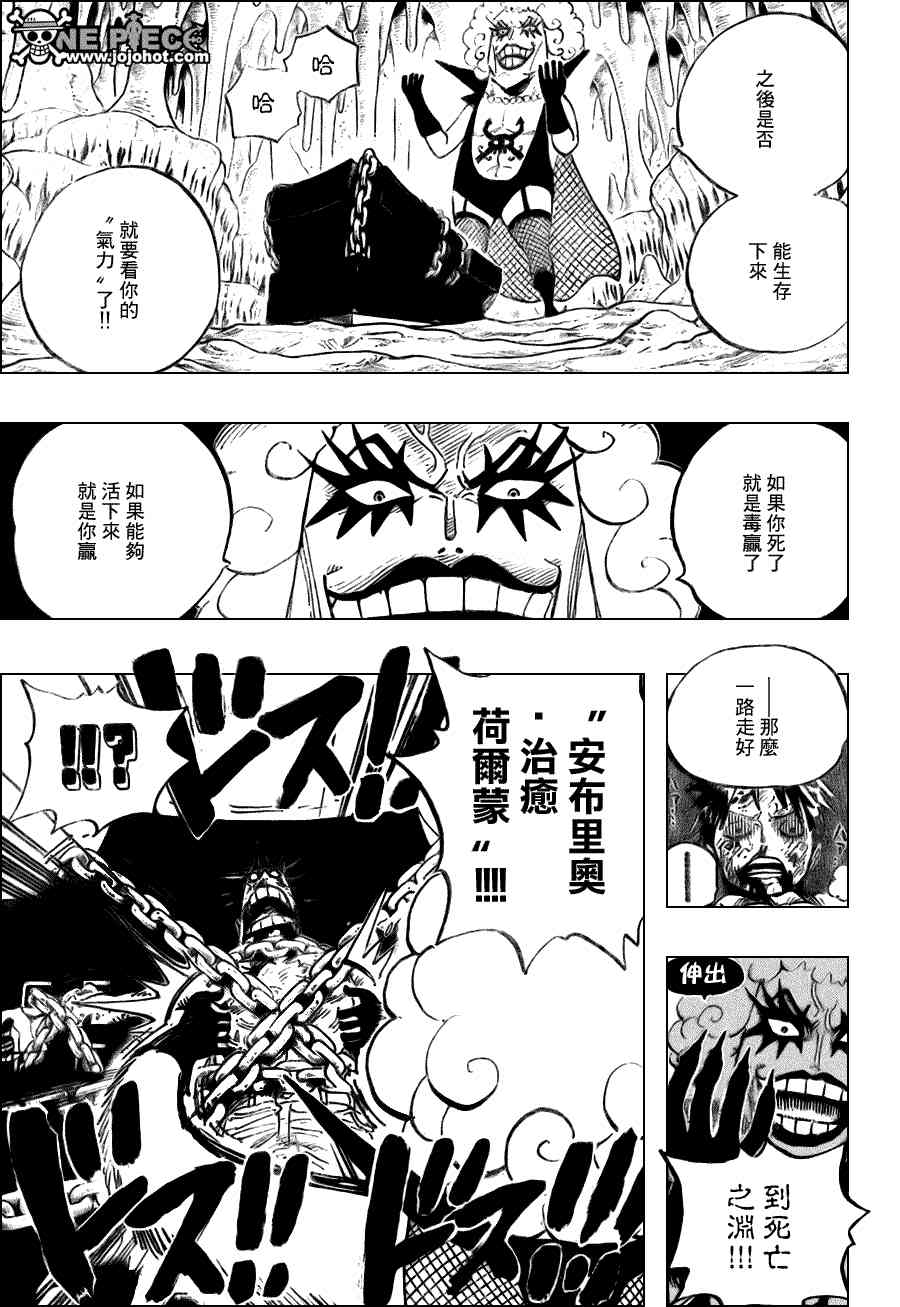 ONE PIECE
www.jojohot.com
之後是否
能生存
下來
哈
哈
就要看你的
〝氣力〞了!!
如果你死了
就是毒贏了
如果能夠
活下來
就是你贏
——那麼
一路走好
伸出
到死亡
之淵!!!
〝安布里奧
·治癒
荷爾蒙〞!!!!
ドス!!
!!?
ドス!!
ドス!!